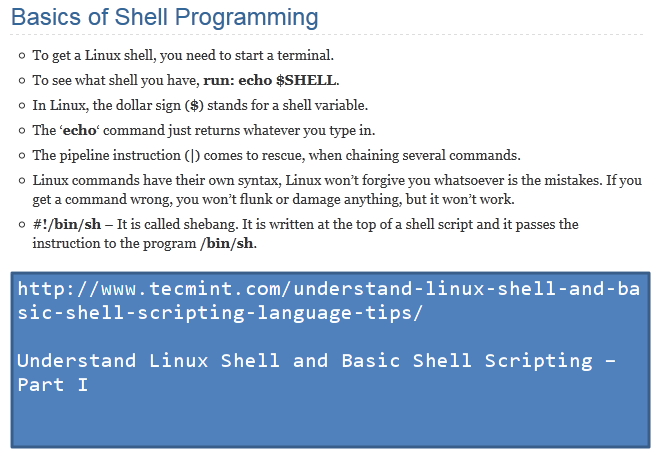 Basics of Shell Programming
To get a Linux shell, you need to start a terminal.
To see what shell you have, run: echo $SHELL.
In Linux, the dollar sign ($) stands for a shell variable.
The ‘echo‘ command just returns whatever you type in.
The pipeline instruction (|) comes to rescue, when chaining several commands.
Linux commands have their own syntax, Linux won’t forgive you whatsoever is the mistakes. If you
get a command wrong, you won’t flunk or damage anything, but it won’t work.
#!/bin/sh – It is called shebang. It is written at the top of a shell script and it passes the
instruction to the program /bin/sh.
http://www.tecmint.com/understand-linux-shell-and-ba
sic-shell-scripting-language-tips/
Understand Linux Shell and Basic Shell Scripting –
Part I